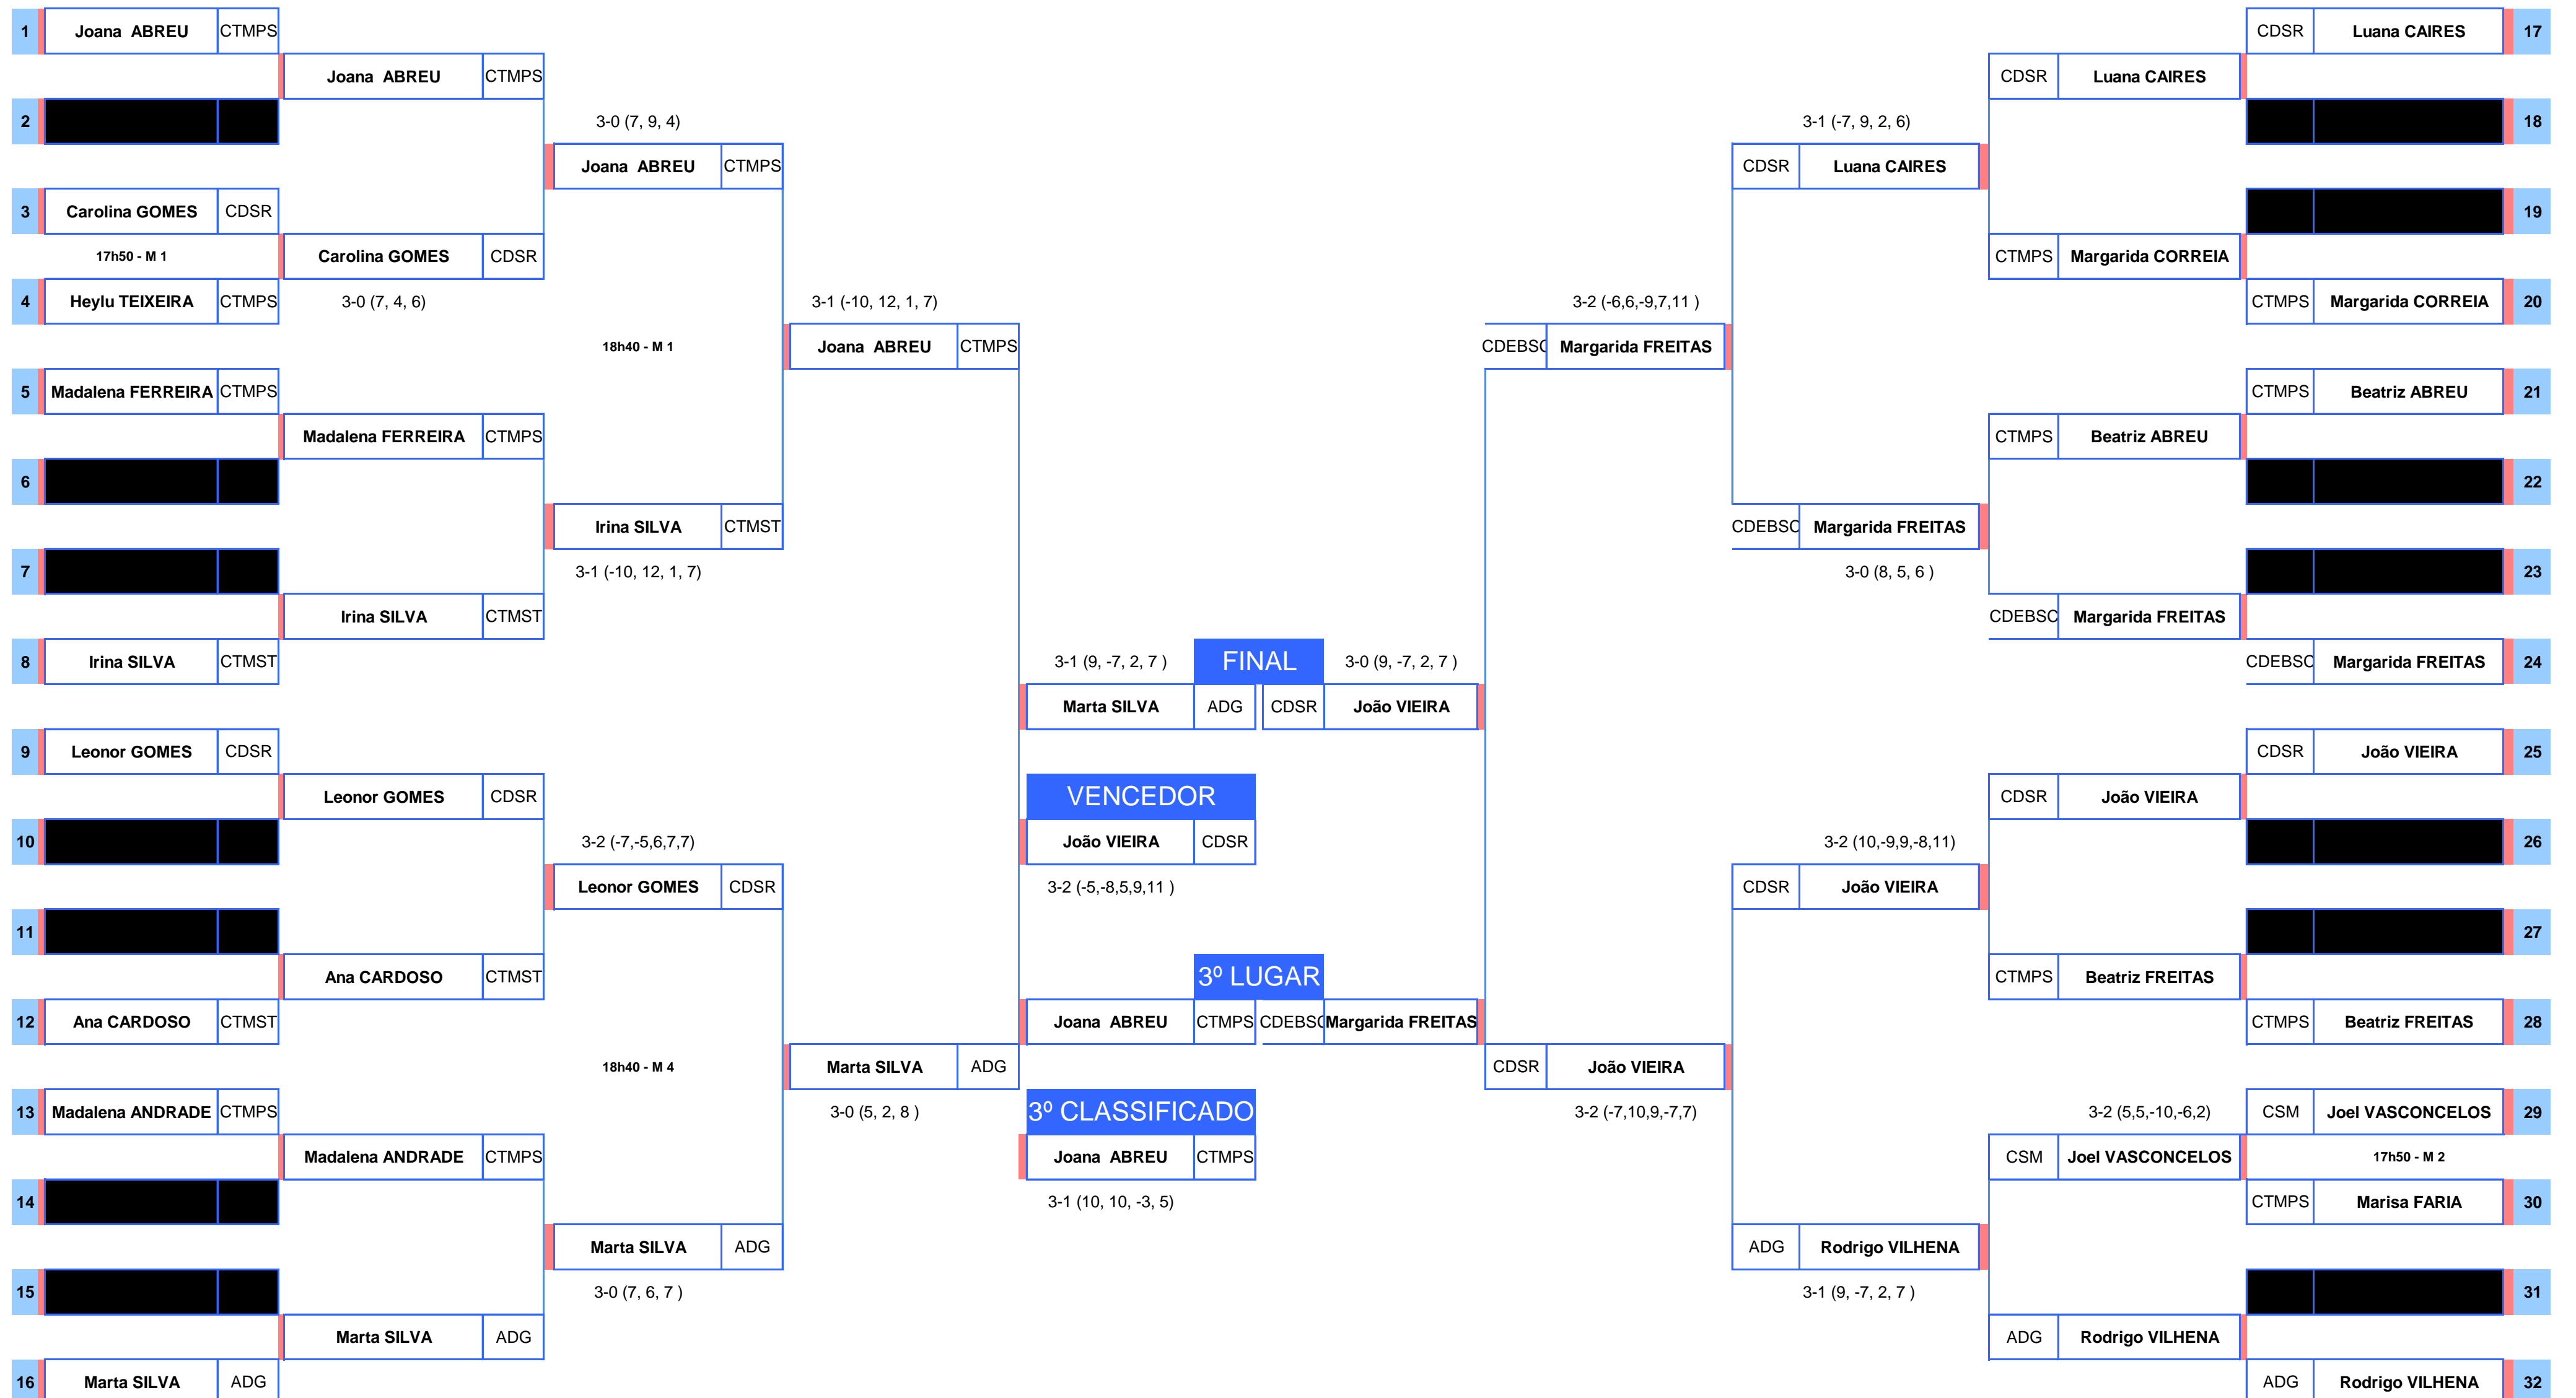 1 Joana ABREU CTMPS
CDSR Luana CAIRES 17
Joana ABREU CTMPS
CDSR Luana CAIRES
2
3-0 (7, 9, 4)
3-1 (-7, 9, 2, 6)
18
Joana ABREU CTMPS
CDSR Luana CAIRES
3 Carolina GOMES CDSR
19
17h50 - M 1
Carolina GOMES CDSR
CTMPS Margarida CORREIA
4 Heylu TEIXEIRA CTMPS
3-0 (7, 4, 6)
3-1 (-10, 12, 1, 7)
3-2 (-6,6,-9,7,11 )
CTMPS Margarida CORREIA 20
18h40 - M 1
Joana ABREU CTMPS
CDEBSC Margarida FREITAS
5 Madalena FERREIRA CTMPS
CTMPS Beatriz ABREU 21
Madalena FERREIRA CTMPS
CTMPS Beatriz ABREU
6
22
Irina SILVA CTMST
CDEBSC Margarida FREITAS
7
3-1 (-10, 12, 1, 7)
3-0 (8, 5, 6 )
23
Irina SILVA CTMST
CDEBSC Margarida FREITAS
8 Irina SILVA CTMST
3-1 (9, -7, 2, 7 )
FINAL
3-0 (9, -7, 2, 7 )
CDEBSC Margarida FREITAS 24
Marta SILVA ADG
CDSR João VIEIRA
9 Leonor GOMES CDSR
CDSR João VIEIRA 25
Leonor GOMES CDSR
VENCEDOR
CDSR João VIEIRA
10
3-2 (-7,-5,6,7,7)
João VIEIRA CDSR
3-2 (10,-9,9,-8,11)
26
Leonor GOMES CDSR
3-2 (-5,-8,5,9,11 )
CDSR João VIEIRA
11
27
Ana CARDOSO CTMST
3º LUGAR
CTMPS Beatriz FREITAS
12 Ana CARDOSO CTMST
Joana ABREU CTMPS
CDEBSC Margarida FREITAS
CTMPS Beatriz FREITAS 28
18h40 - M 4
Marta SILVA ADG
CDSR João VIEIRA
13 Madalena ANDRADE CTMPS
3-0 (5, 2, 8 )
3º CLASSIFICADO
3-2 (-7,10,9,-7,7)
3-2 (5,5,-10,-6,2)
CSM Joel VASCONCELOS 29
Madalena ANDRADE CTMPS
Joana ABREU CTMPS
CSM Joel VASCONCELOS
17h50 - M 2
14
3-1 (10, 10, -3, 5)
CTMPS Marisa FARIA 30
Marta SILVA ADG
ADG Rodrigo VILHENA
15
3-0 (7, 6, 7 )
3-1 (9, -7, 2, 7 )
31
Marta SILVA ADG
ADG Rodrigo VILHENA
16 Marta SILVA ADG
ADG Rodrigo VILHENA 32